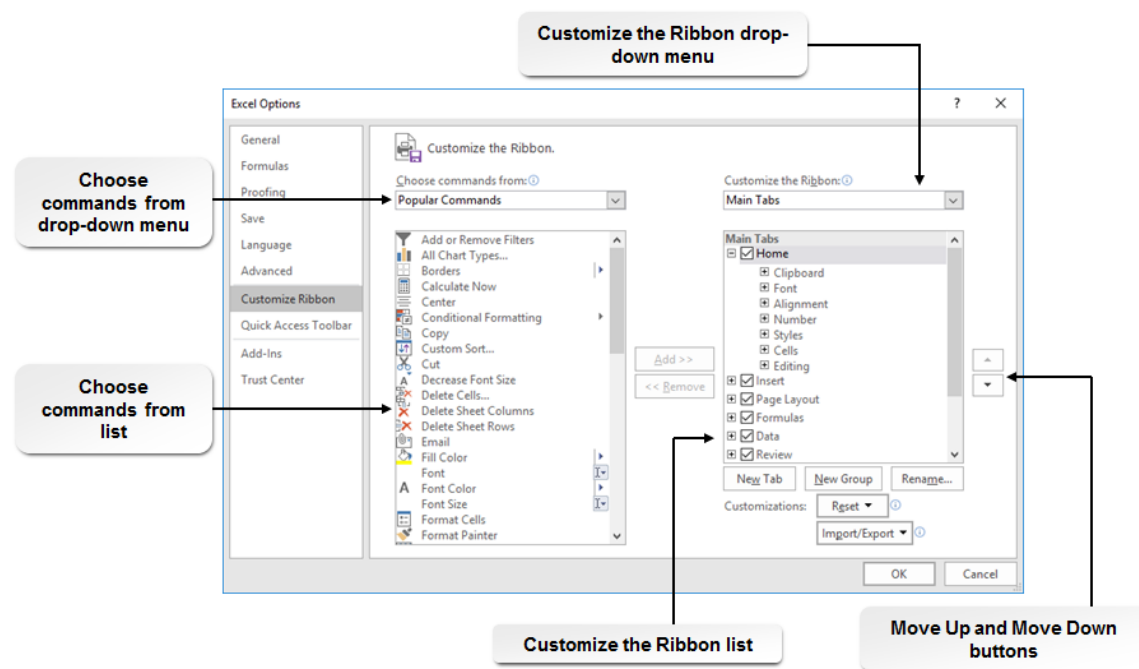 Customize the Ribbon drop-
down menu
Excel Options
?
General
Formulas
Proofing
Save
Language
Advanced
Customize Ribbon
Quick Access Toolbar
Add-Ins
Trust Center
Choose
commands from
drop-down menu
Choose
commands from
list
Customize the Ribbon.
Choose commands from:
Popular Commands
Add or Remove Filters
All Chart Types...
Borders
Calculate Now
Center
Conditional Formatting
Copy
Custom Sort...
Cut
Decrease Font Size
Delete Cells...
Delete Sheet Columns
Delete Sheet Rows
Email
Fill Color
Font
Font Color
Font Size
Format Cells
Format Painter
Add >>
<< Remove
Customize the Ribbon:
Main Tabs
Main Tabs
Home
Clipboard
Font
Alignment
Number
Styles
Cells
Editing
Insert
Page Layout
Formulas
Data
Review
New Tab
New Group
Rename...
Customizations:
Reset
Import/Export
OK
Cancel
Customize the Ribbon list
Move Up and Move Down
buttons